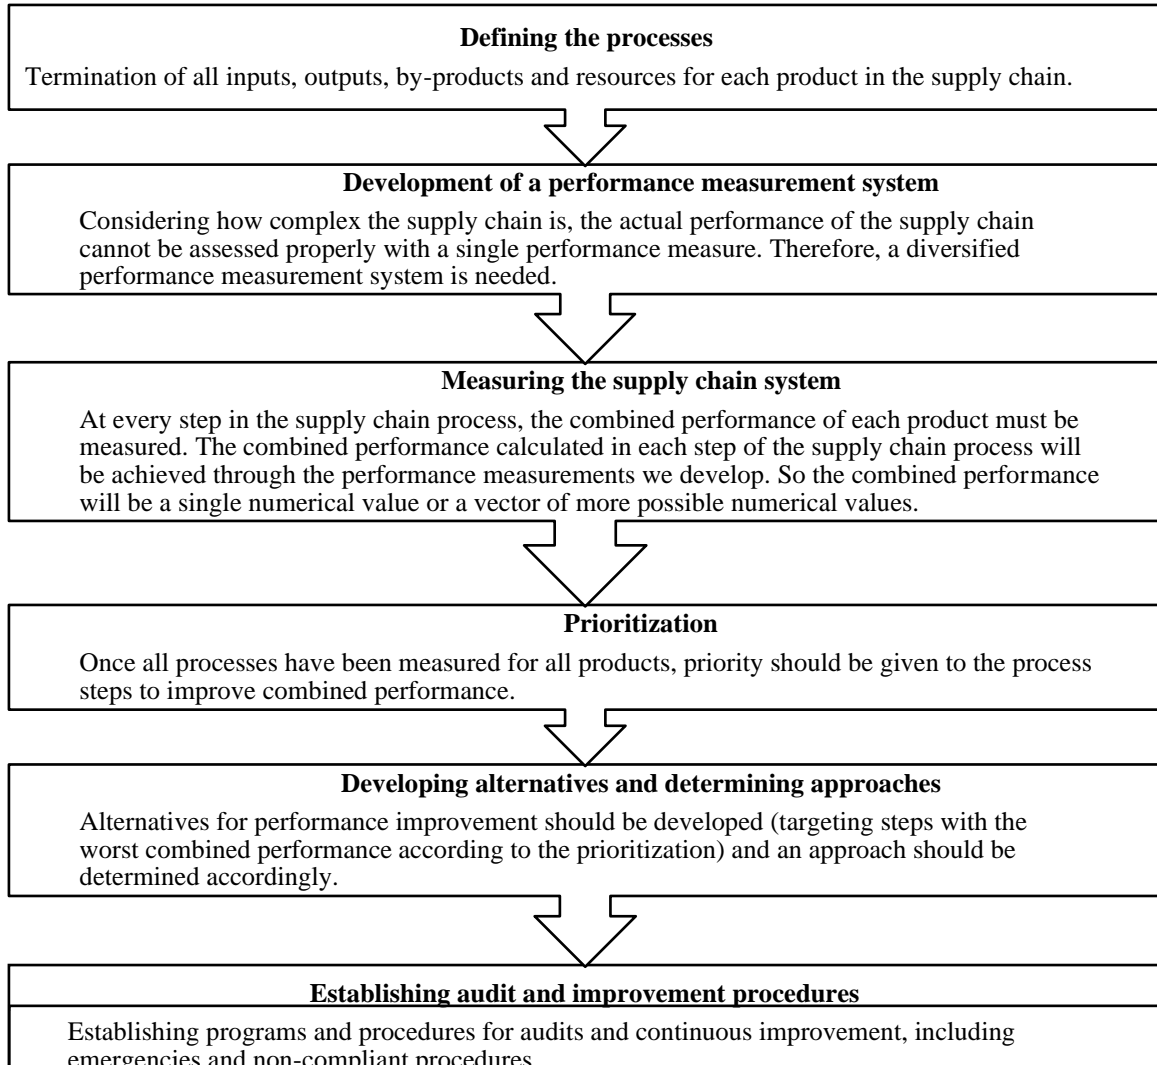 Defining the processes
Termination of all inputs, outputs, by-products and resources for each product in the supply chain.
Development of a performance measurement system
Considering how complex the supply chain is, the actual performance of the supply chain
cannot be assessed properly with a single performance measure. Therefore, a diversified
performance measurement system is needed.
Measuring the supply chain system
At every step in the supply chain process, the combined performance of each product must be
measured. The combined performance calculated in each step of the supply chain process will
be achieved through the performance measurements we develop. So the combined performance
will be a single numerical value or a vector of more possible numerical values.
Prioritization
Once all processes have been measured for all products, priority should be given to the process
steps to improve combined performance.
Developing alternatives and determining approaches
Alternatives for performance improvement should be developed (targeting steps with the
worst combined performance according to the prioritization) and an approach should be
determined accordingly.
Establishing audit and improvement procedures
Establishing programs and procedures for audits and continuous improvement, including
emergencies and non-compliant procedures